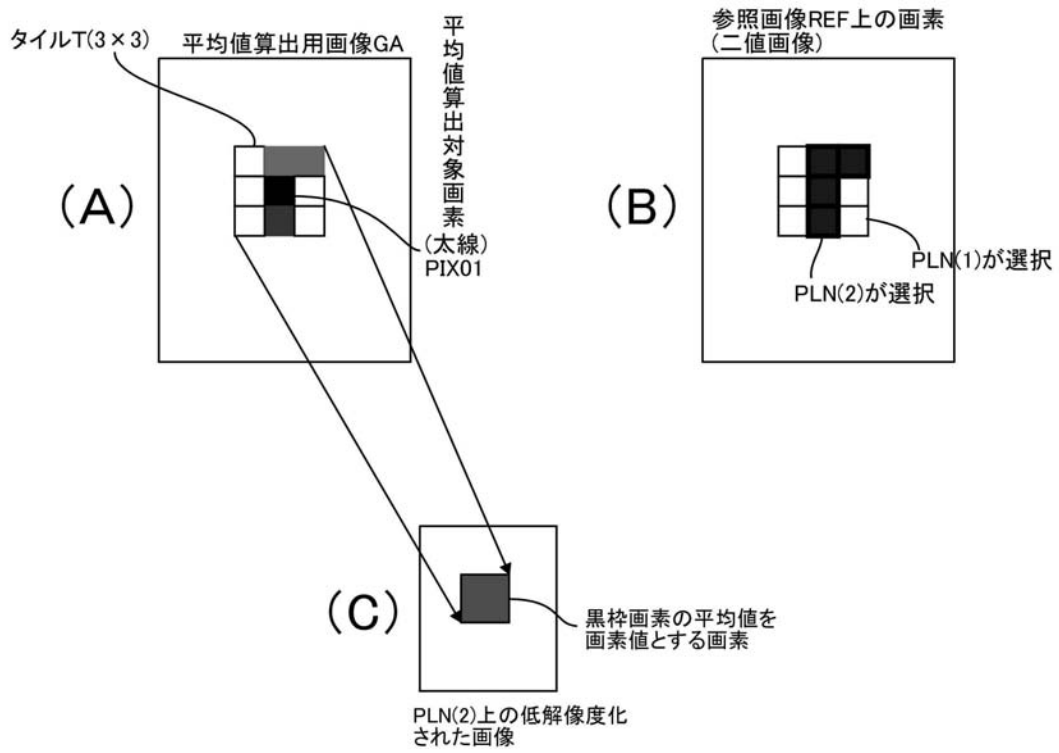 タイルT(3×3)
平均値算出用画像GA
平均値算出対象画素
(太線)
PIX01
(A)
参照画像REF上の画素
(二値画像)
(B)
PLN(1)が選択
PLN(2)が選択
(C)
黒枠画素の平均値を
画素値とする画素
PLN(2)上の低解像度化
された画像